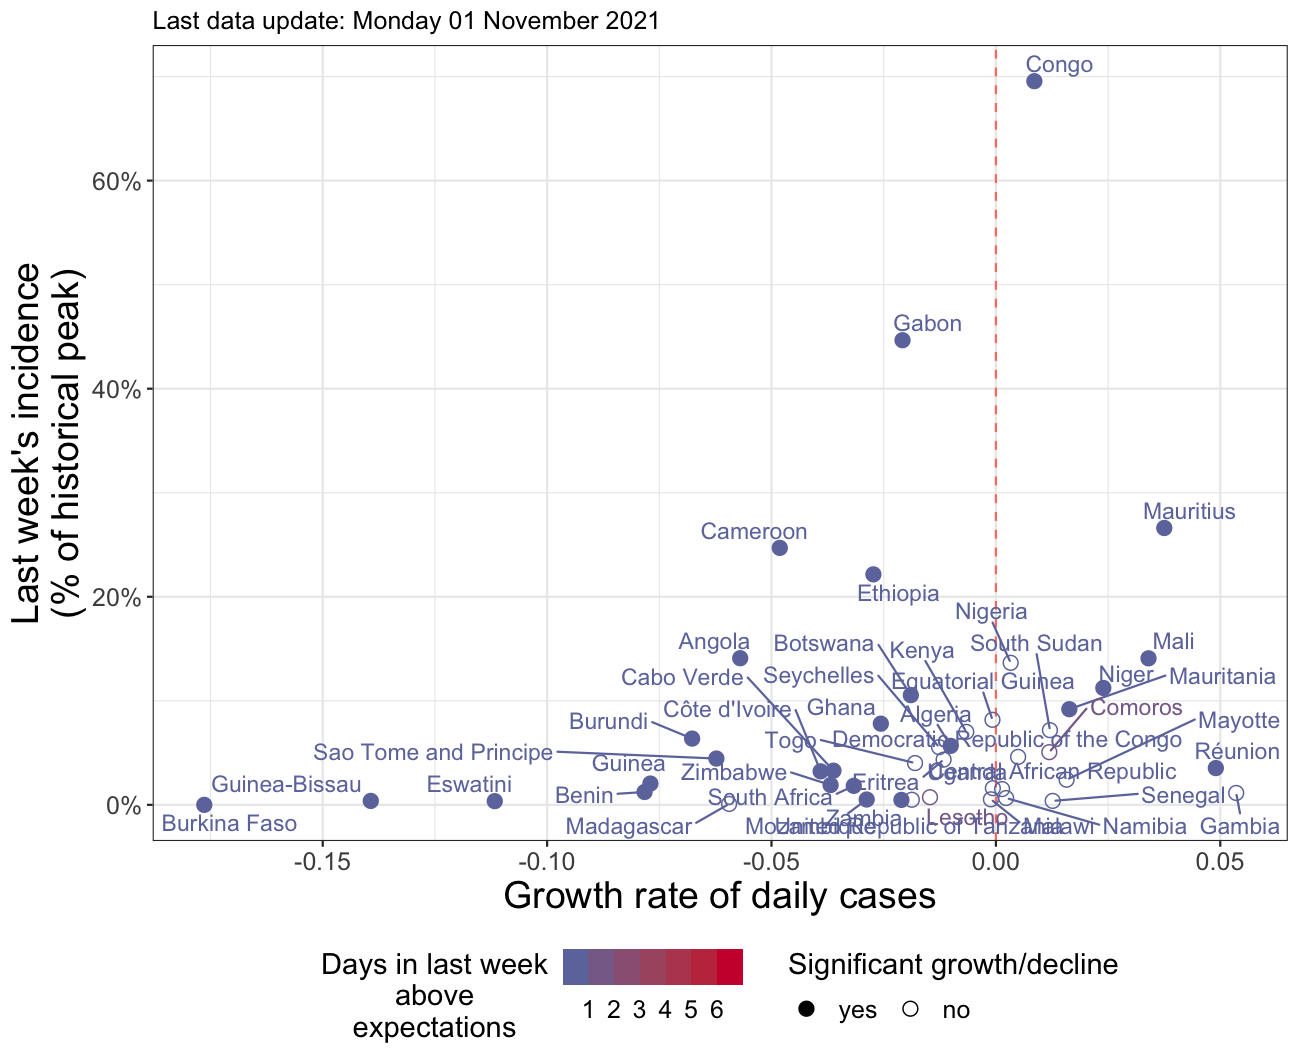 Last data update: Monday 01 November 2021
Last week's incidence
(% of historical peak)
60%
40%
20%
0%
Congo
Gabon
Mauritius
Cameroon
Ethiopia
Nigeria
Angola
Botswana
Kenya
South Sudan
Mali
Cabo Verde
Seychelles
Equatorial Guinea
Niger
Mauritania
Côte d'Ivoire
Ghana
Algeria
Comoros
Burundi
Mayotte
Togo
Democratic Republic of the Congo
Sao Tome and Principe
Guinea
Réunion
Zimbabwe
Central African Republic
Guinea-Bissau
Eswatini
Eritrea
Benin
South Africa
Senegal
Burkina Faso
Madagascar
Zambia
Lesotho
United Republic of Tanzania
Malawi
Namibia
Gambia
-0.15
-0.10
-0.05
0.00
0.05
Growth rate of daily cases
Days in last week
above
expectations
1 2 3 4 5 6
Significant growth/decline
yes
no